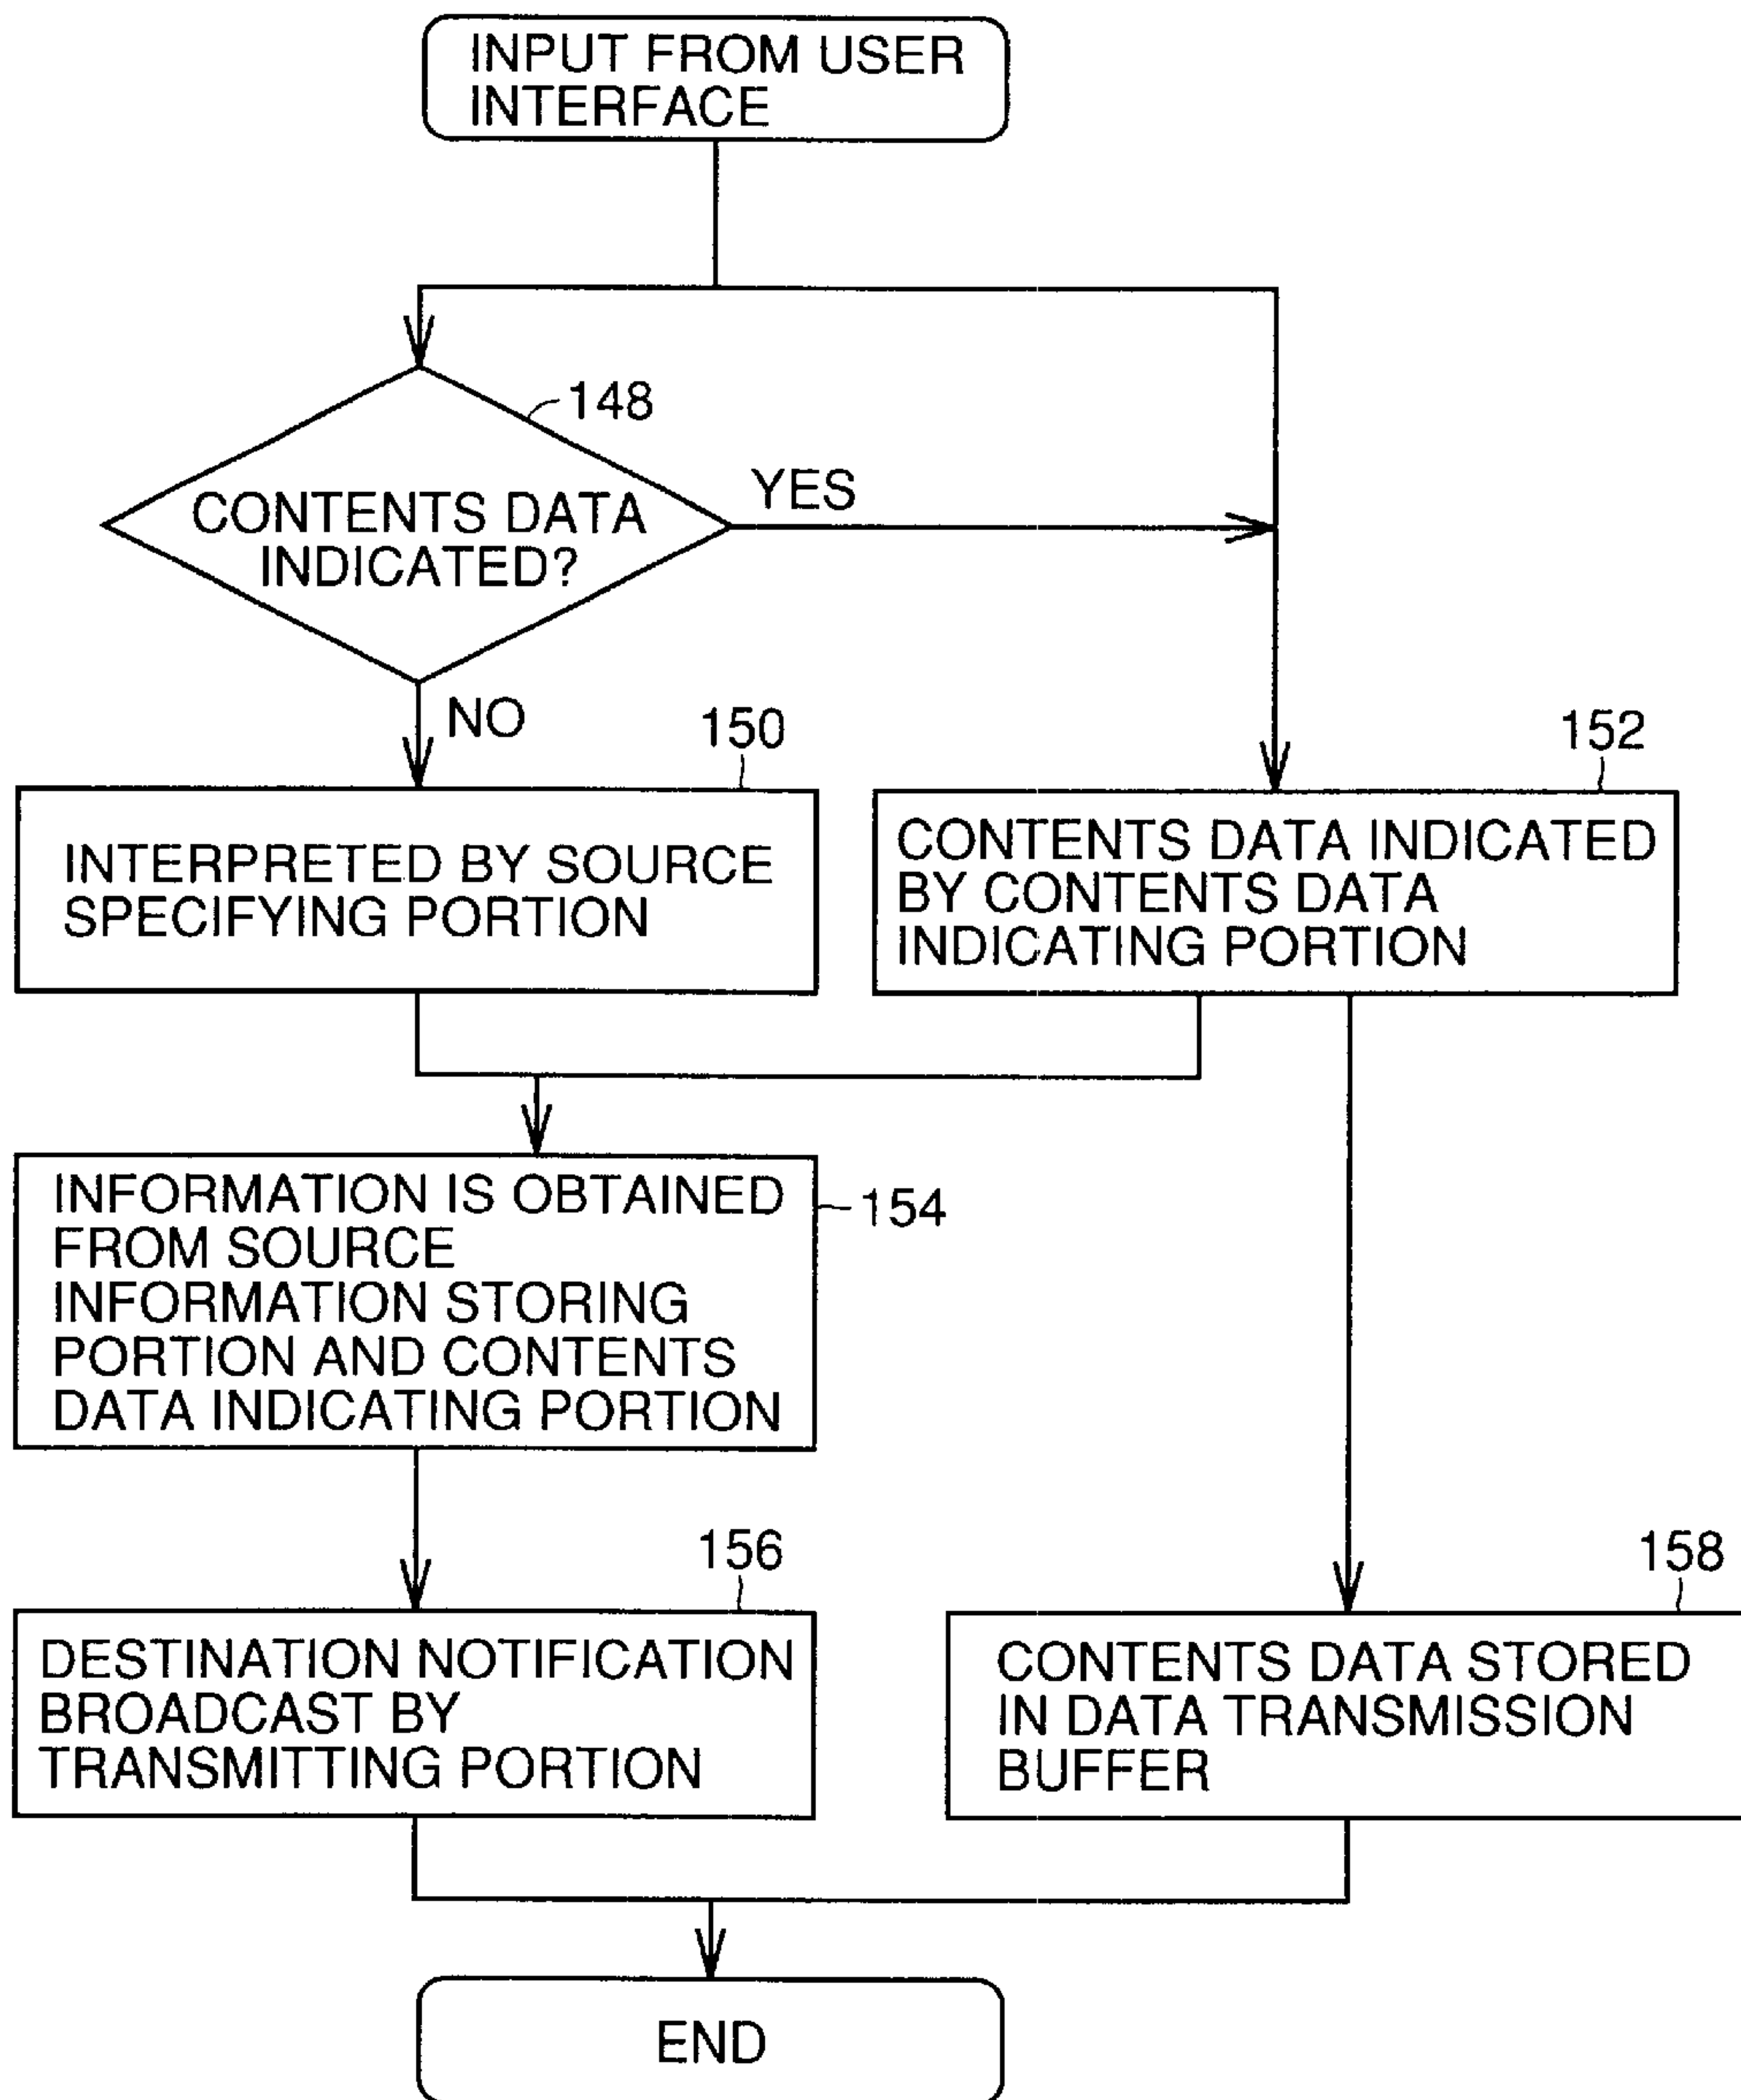 INPUT FROM USER
INTERFACE
148
CONTENTS DATA
INDICATED?
YES
NO
150
152
INTERPRETED BY SOURCE
SPECIFYING PORTION
CONTENTS DATA INDICATED
BY CONTENTS DATA
INDICATING PORTION
INFORMATION IS OBTAINED
FROM SOURCE
INFORMATION STORING
PORTION AND CONTENTS
DATA INDICATING PORTION
154
156
158
DESTINATION NOTIFICATION
BROADCAST BY
TRANSMITTING PORTION
CONTENTS DATA STORED
IN DATA TRANSMISSION
BUFFER
END